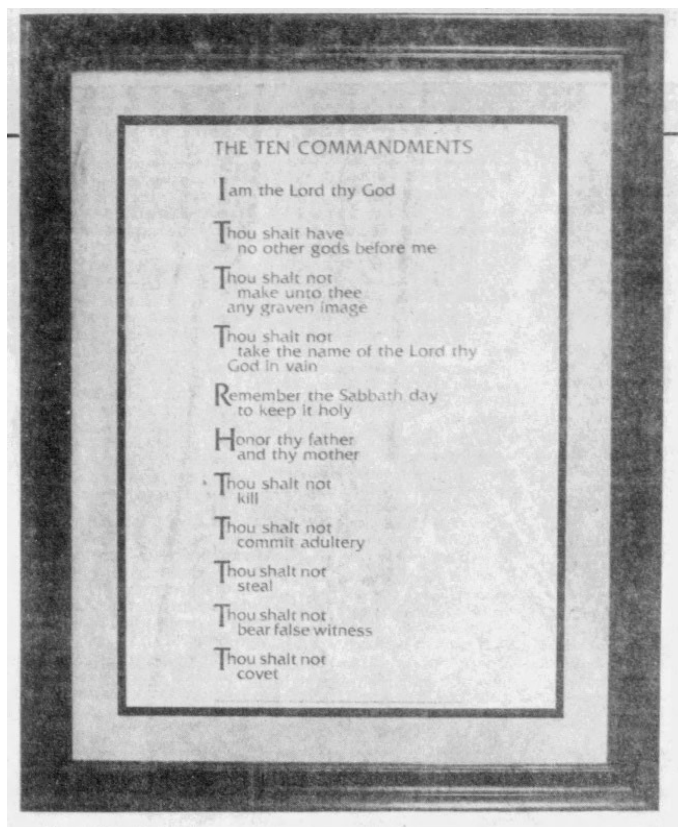 THE TEN COMMANDMENTS
I am the Lord thy God
Thou shalt have
no other gods before me
Thou shalt not
make unto thee
any graven image
Thou shalt not
take the name of the Lord thy
God in vain
Remember the Sabbath day
to keep it holy
Honor thy father
and thy mother
Thou shalt not
kill
Thou shalt not
commit adultery
Thou shalt not
steal
Thou shalt not
bear false witness
Thou shalt not
covet